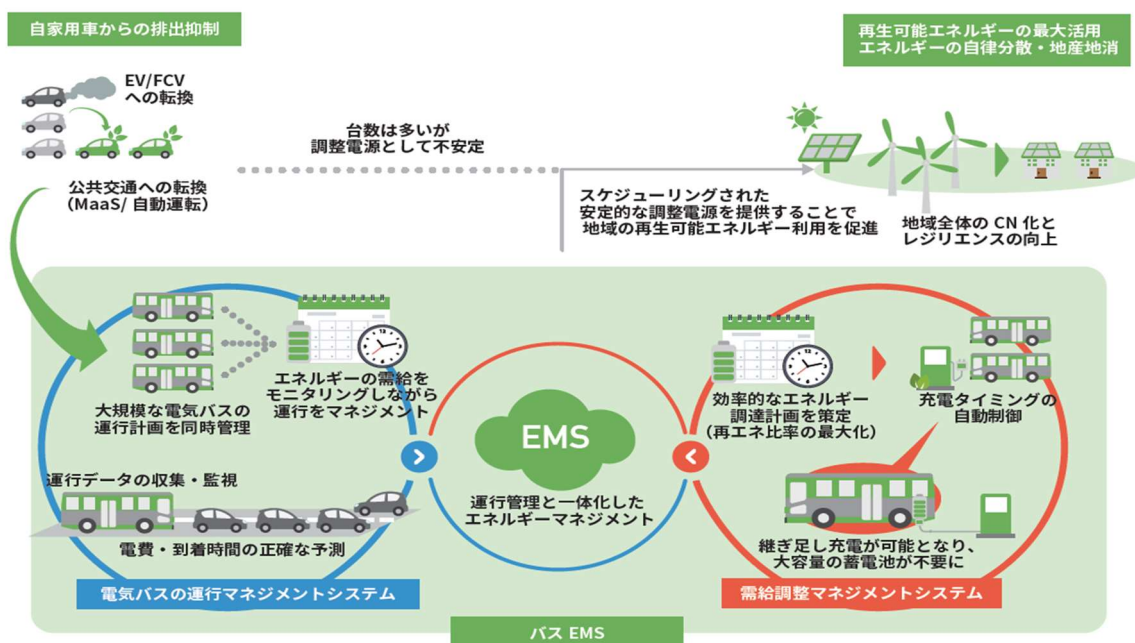 自家用車からの排出抑制
再生可能エネルギーの最大活用
エネルギーの自律分散・地産地消
EV/FCV
への転換
台数は多いが
調整電源として不安定
公共交通への転換
（MaaS/ 自動運転）
スケジューリングされた
安定的な調整電源を提供することで
地域の再生可能エネルギー利用を促進
地域全体の CN 化と
レジリエンスの向上
12
エネルギーの需給を
モニタリングしながら
運行をマネジメント
大規模な電気バスの
運行計画を同時管理
運行データの収集・監視
電費・到着時間の正確な予測
電気バスの運行マネジメントシステム
EMS
運行管理と一体化した
エネルギーマネジメント
12
効率的なエネルギー
調達計画を策定
（再エネ比率の最大化）
充電タイミングの
自動制御
継ぎ足し充電が可能となり、
大容量の蓄電池が不要に
需給調整マネジメントシステム
バス EMS